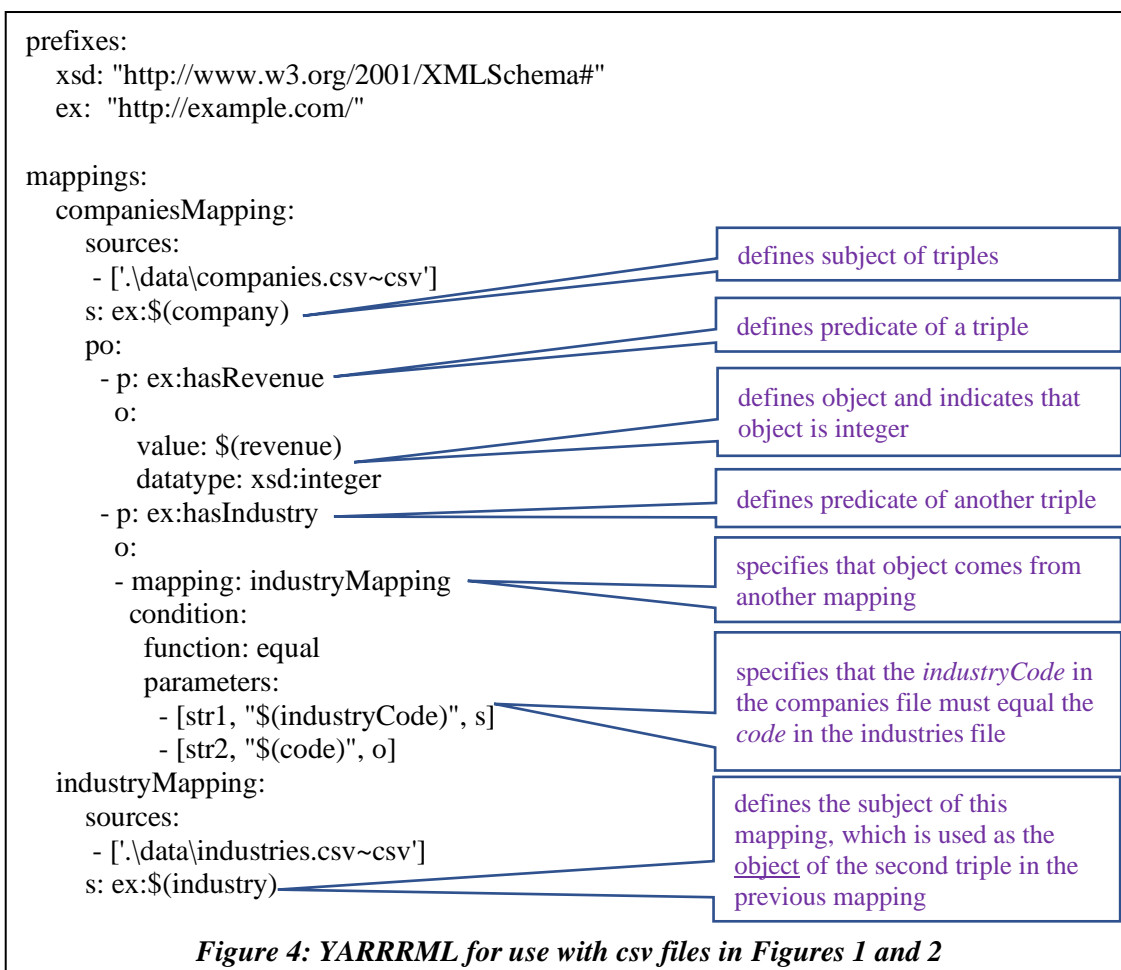 prefixes:
xsd: "http://www.w3.org/2001/XMLSchema#"
ex: "http://example.com/"
mappings:
companiesMapping:
sources:
- ['.\data\companies.csv~csv']
s: ex:$(company)
po:
- p: ex:hasRevenue
o:
value: $(revenue)
datatype: xsd:integer
- p: ex:hasIndustry
o:
- mapping: industryMapping
condition:
function: equal
parameters:
- [str1, "$(industryCode)", s]
- [str2, "$(code)", o]
industryMapping:
sources:
- ['.\data\industries.csv~csv']
s: ex:$(industry)
defines subject of triples
defines predicate of a triple
defines object and indicates that
object is integer
defines predicate of another triple
specifies that object comes from
another mapping
specifies that the industryCode in
the companies file must equal the
code in the industries file
defines the subject of this
mapping, which is used as the
object of the second triple in the
previous mapping
Figure 4: YARRRML for use with csv files in Figures 1 and 2